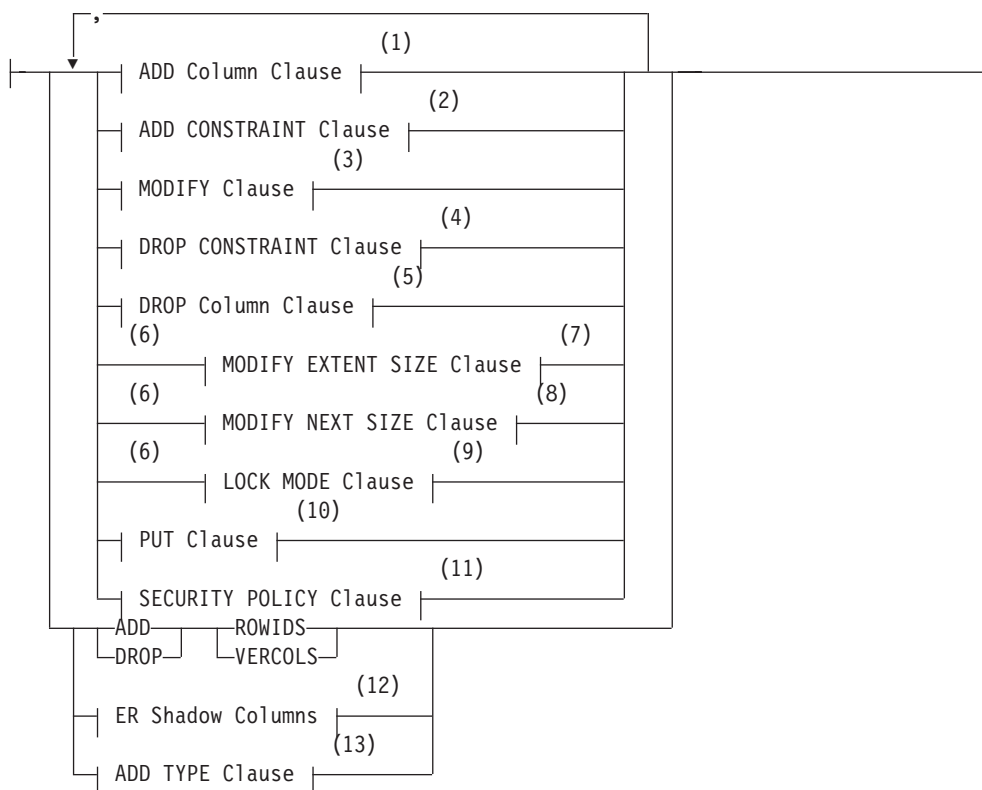 ,
(1)
ADD Column Clause
(2)
ADD CONSTRAINT Clause
(3)
MODIFY Clause
(4)
DROP CONSTRAINT Clause
(5)
DROP Column Clause
(6) (7)
MODIFY EXTENT SIZE Clause
(6) (8)
MODIFY NEXT SIZE Clause
(6) (9)
LOCK MODE Clause
(10)
PUT Clause
(11)
SECURITY POLICY Clause
ADD ROWIDS
DROP VERCOLS
(12)
ER Shadow Columns
(13)
ADD TYPE Clause